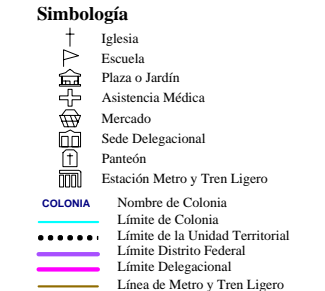 Simbología
Iglesia
Escuela
Plaza o Jardín
Asistencia Médica
Mercado
Sede Delegacional
Panteón
Estación Metro y Tren Ligero
COLONIA Nombre de Colonia
Límite de Colonia
Límite de la Unidad Territorial
Límite Distrito Federal
Límite Delegacional
Línea de Metro y Tren Ligero